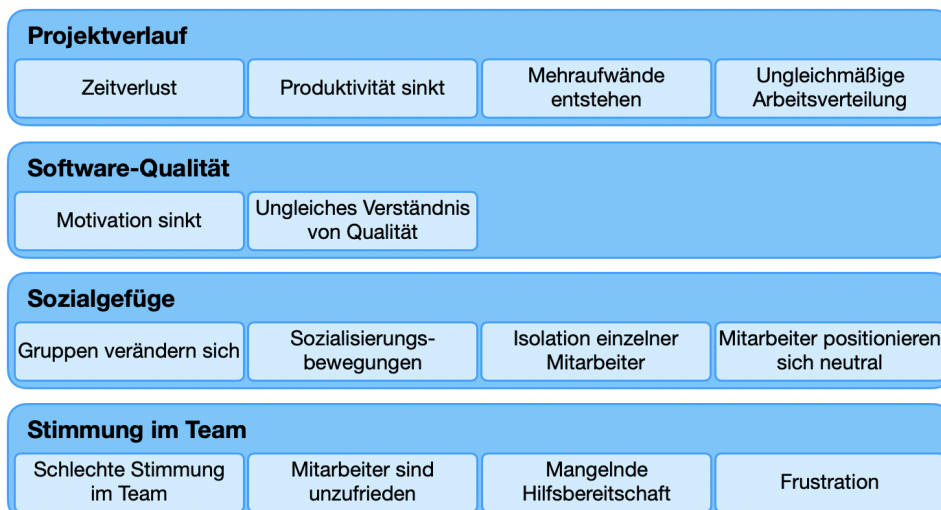 Projektverlauf
Zeitverlust
Produktivität sinkt
Mehraufwände
entstehen
Ungleichmäßige
Arbeitsverteilung
Software-Qualität
Motivation sinkt
Ungleiches Verständnis
von Qualität
Sozialgefüge
Gruppen verändern sich
Sozialisierungs-
bewegungen
Isolation einzelner
Mitarbeiter
Mitarbeiter positionieren
sich neutral
Stimmung im Team
Schlechte Stimmung
im Team
Mitarbeiter sind
unzufrieden
Mangelnde
Hilfsbereitschaft
Frustration